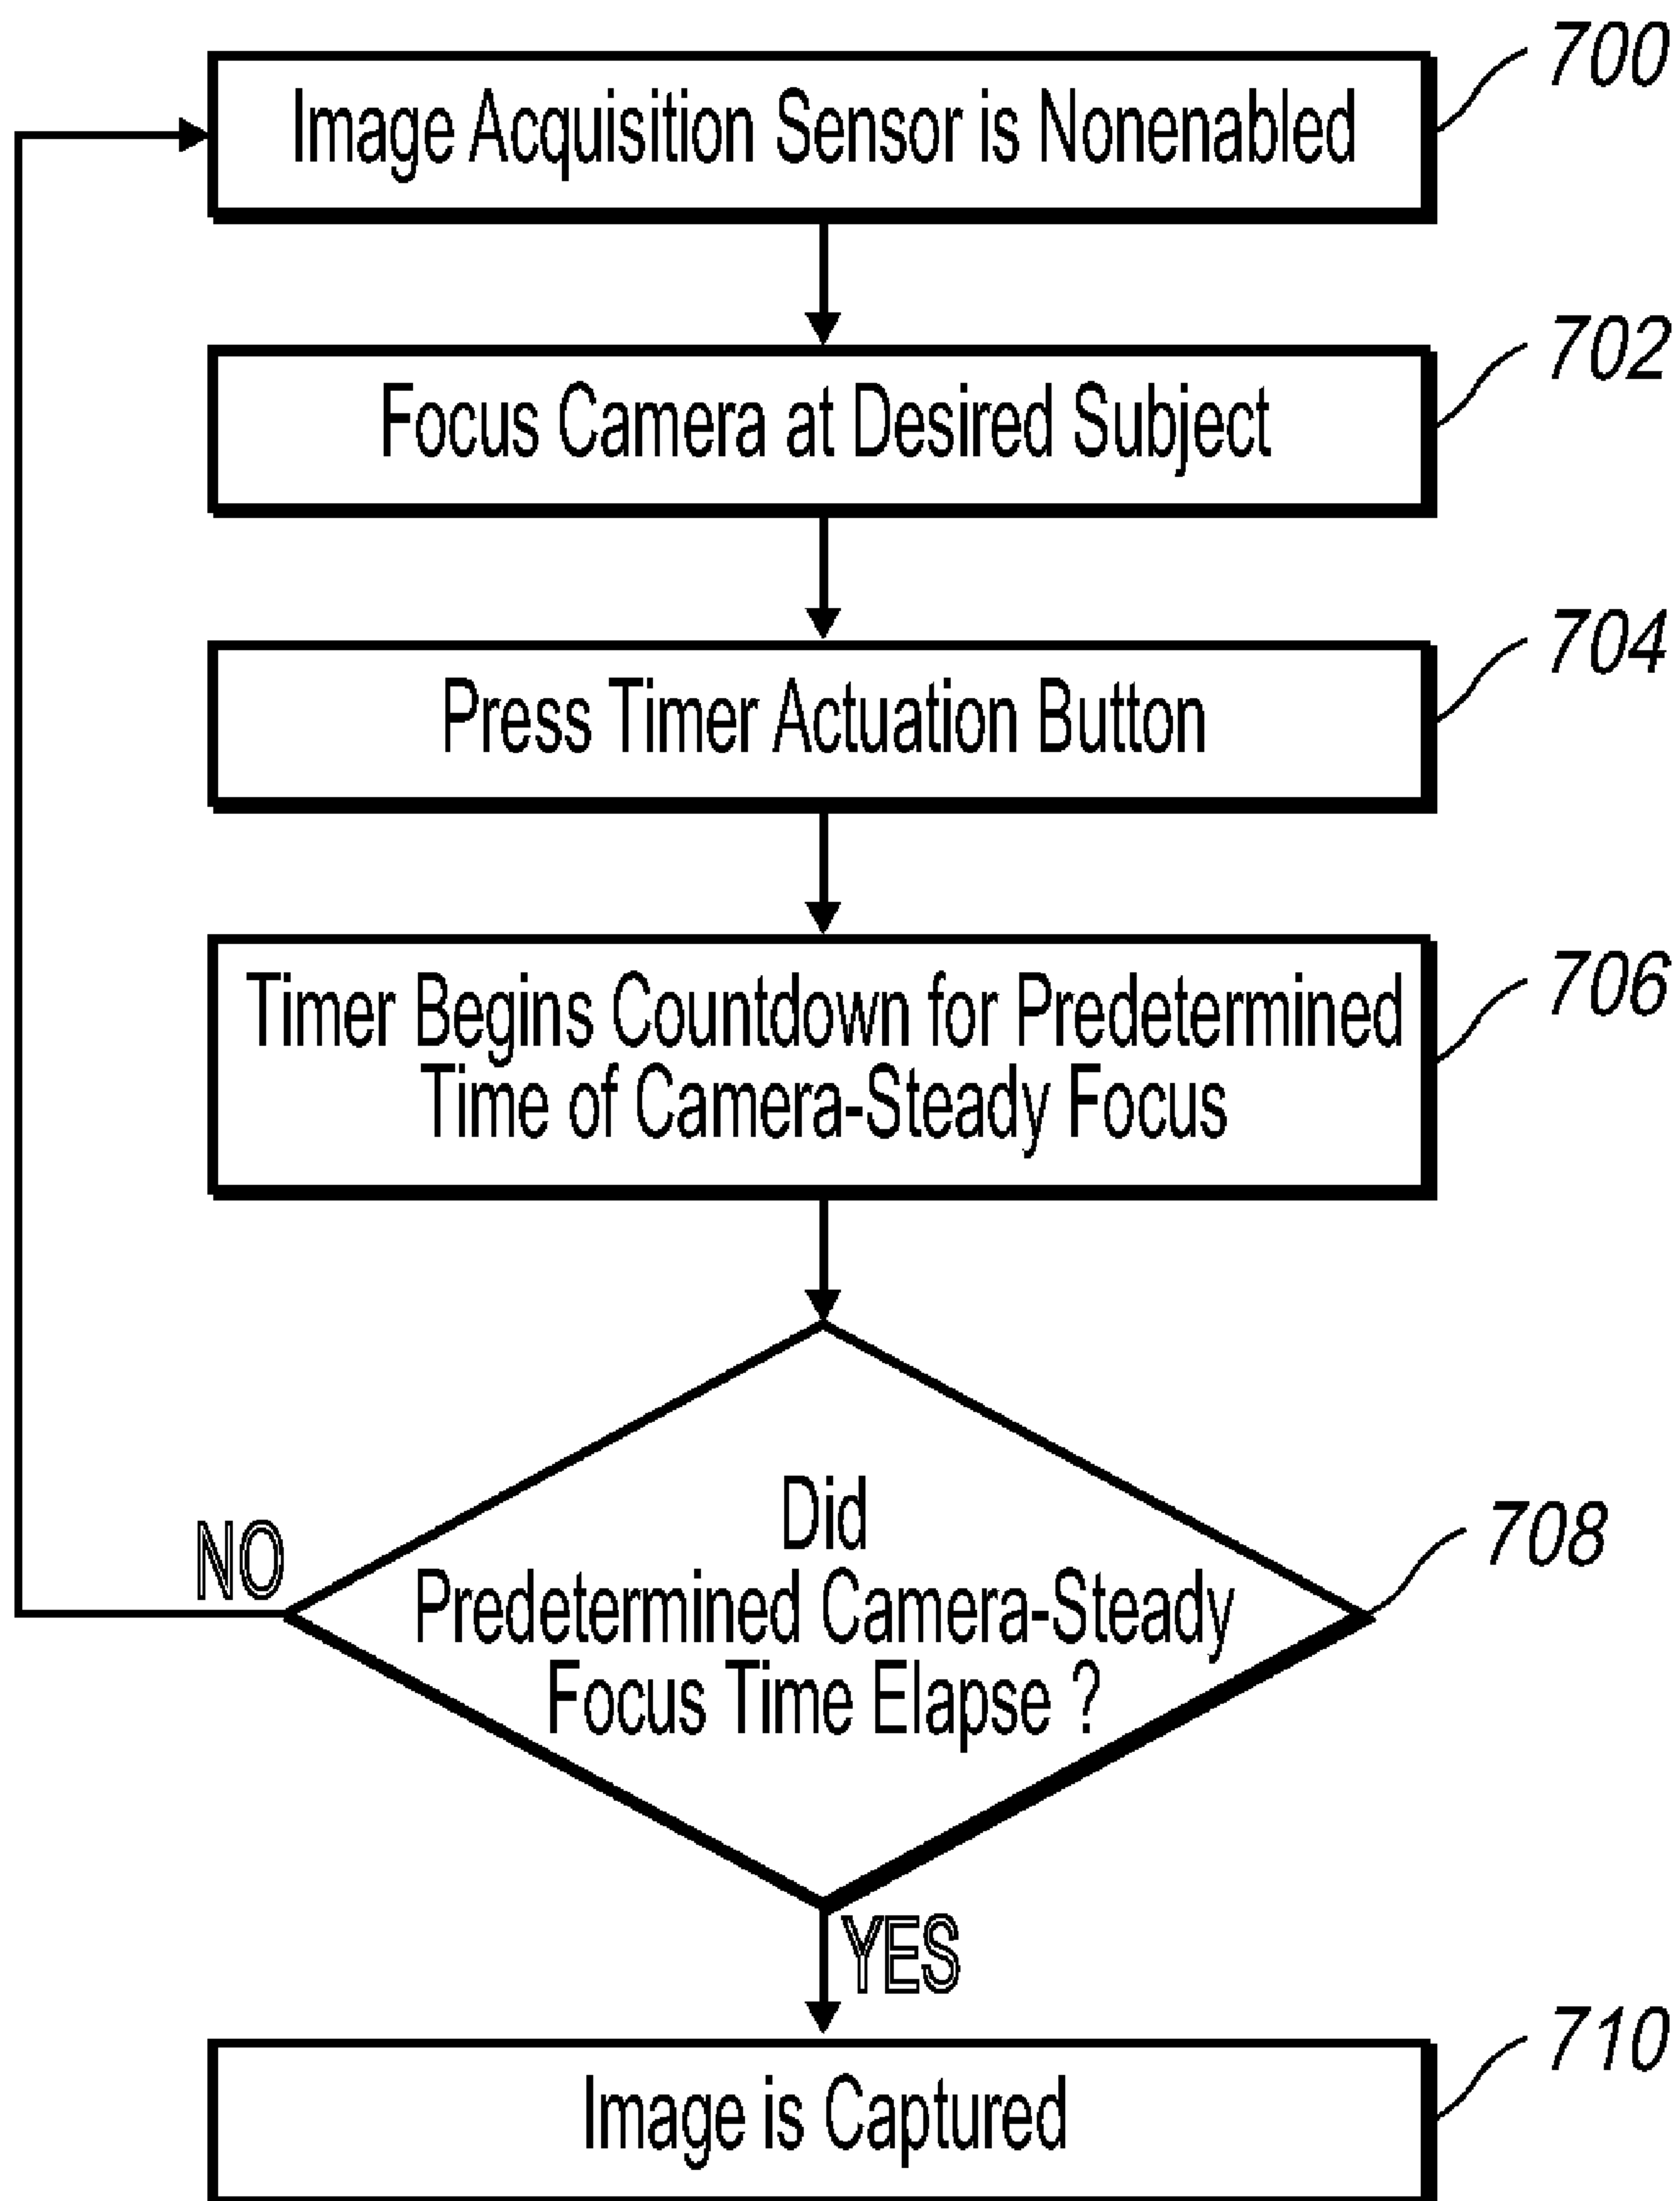 Image Acquisition Sensor is Nonenabled
700
Focus Camera at Desired Subject
702
Press Timer Actuation Button
704
Timer Begins Countdown for Predetermined
Time of Camera-Steady Focus
706
Did
Predetermined Camera-Steady
Focus Time Elapse ?
708
NO
YES
Image is Captured
710